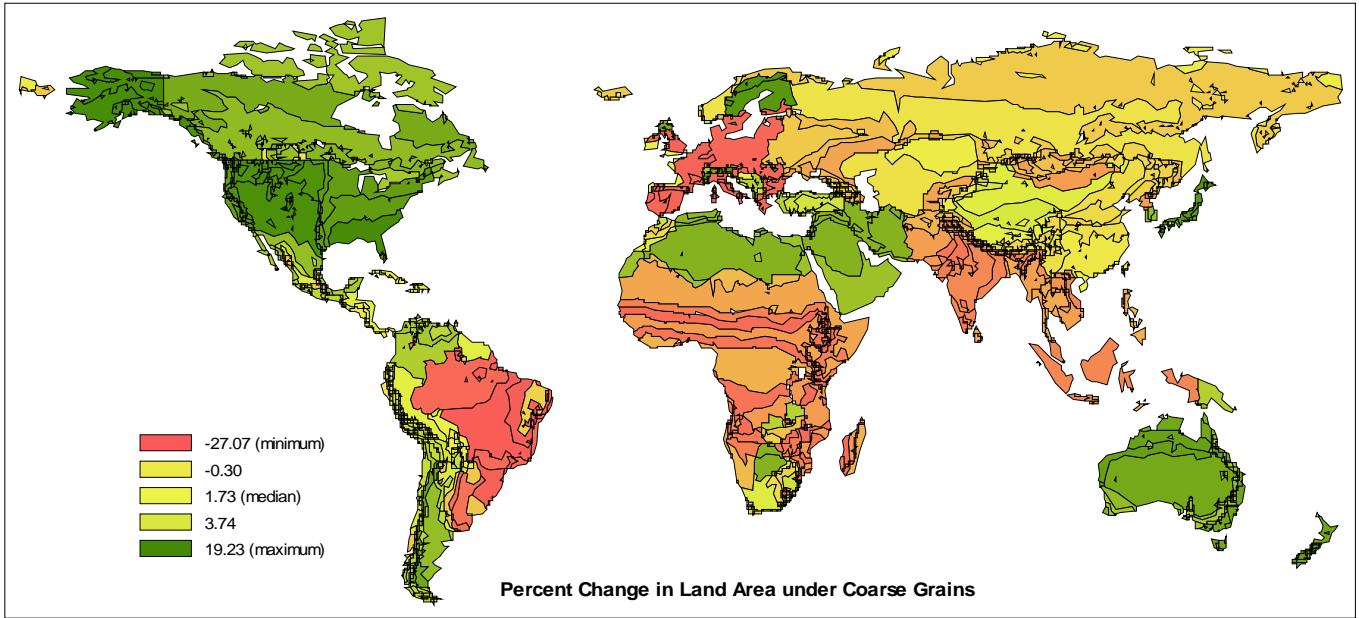 -27.07 (minimum)
-0.30
1.73 (median)
3.74
19.23 (maximum)
Percent Change in Land Area under Coarse Grains